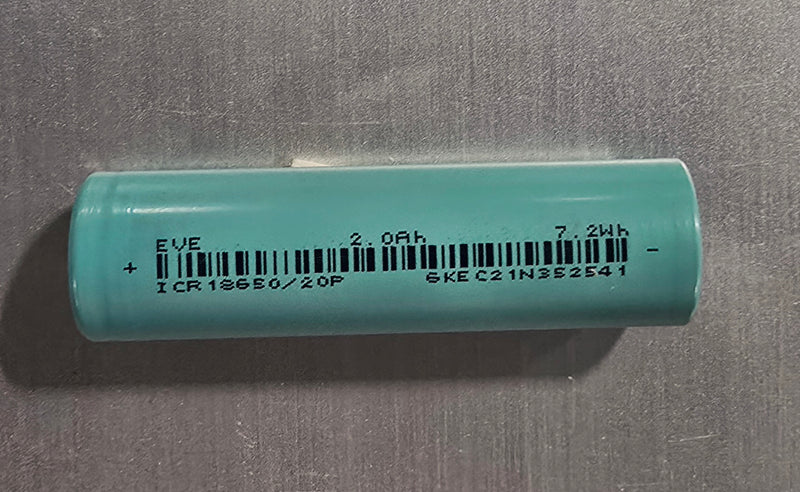 EVE 2.0Ah 7.2Wh
+ -
ICR18650/20P 6KEC21N352541